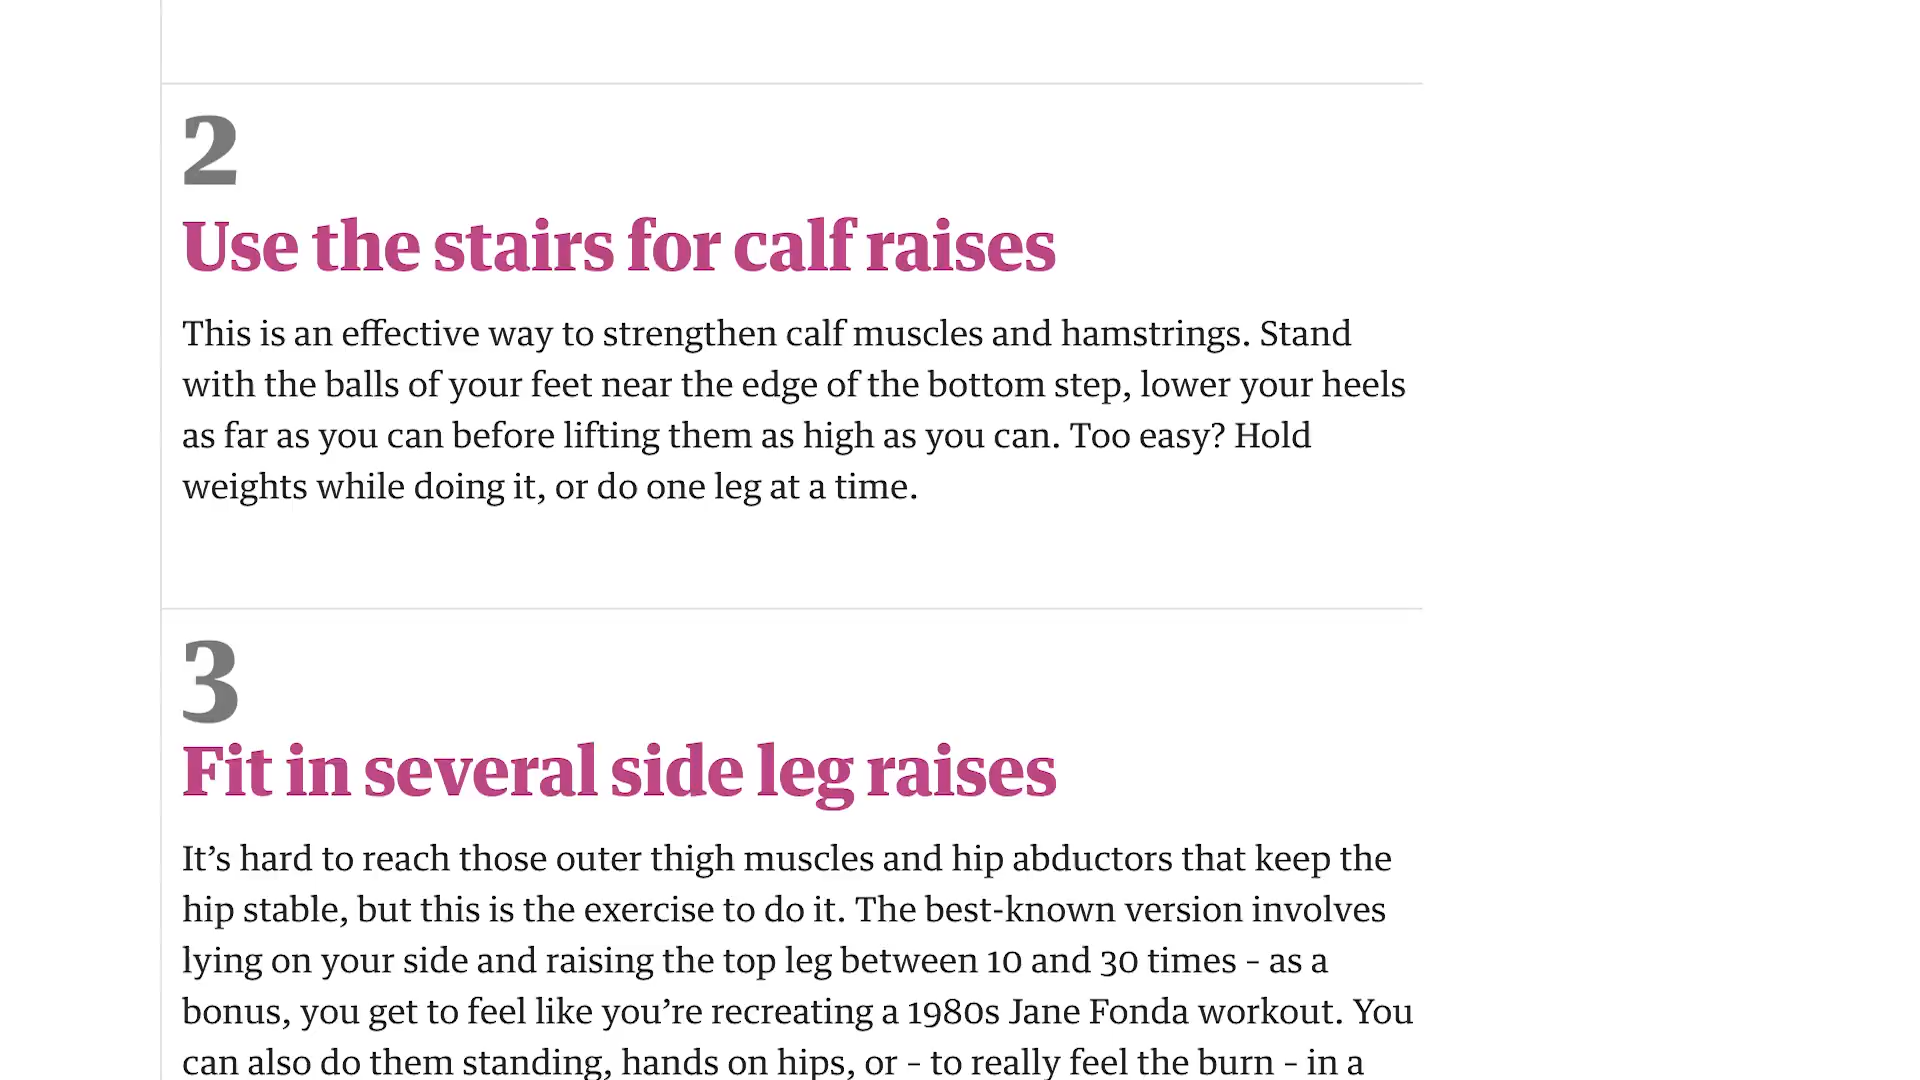 2
Use the stairs for calf raises
This is an effective way to strengthen calf muscles and hamstrings. Stand
with the balls of your feet near the edge of the bottom step, lower your heels
as far as you can before lifting them as high as you can. Too easy? Hold
weights while doing it, or do one leg at a time.
3
Fit in several side leg raises
It’s hard to reach those outer thigh muscles and hip abductors that keep the
hip stable, but this is the exercise to do it. The best-known version involves
lying on your side and raising the top leg between 10 and 30 times – as a
bonus, you get to feel like you’re recreating a 1980s Jane Fonda workout. You
can also do them standing, hands on hips, or – to really feel the burn – in a